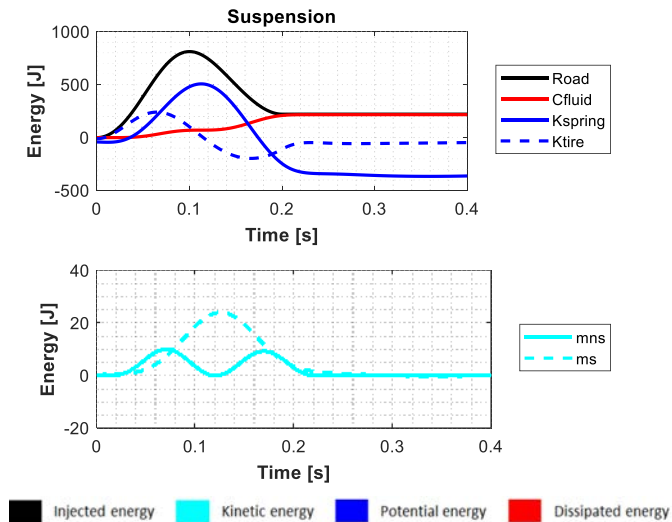 Suspension
1000
500
0
-500
Energy [J]
0
0.1
0.2
0.3
0.4
Time [s]
Road
Cfluid
Kspring
Ktire
40
20
0
-20
Energy [J]
0
0.1
0.2
0.3
0.4
Time [s]
mns
ms
Injected energy
Kinetic energy
Potential energy
Dissipated energy